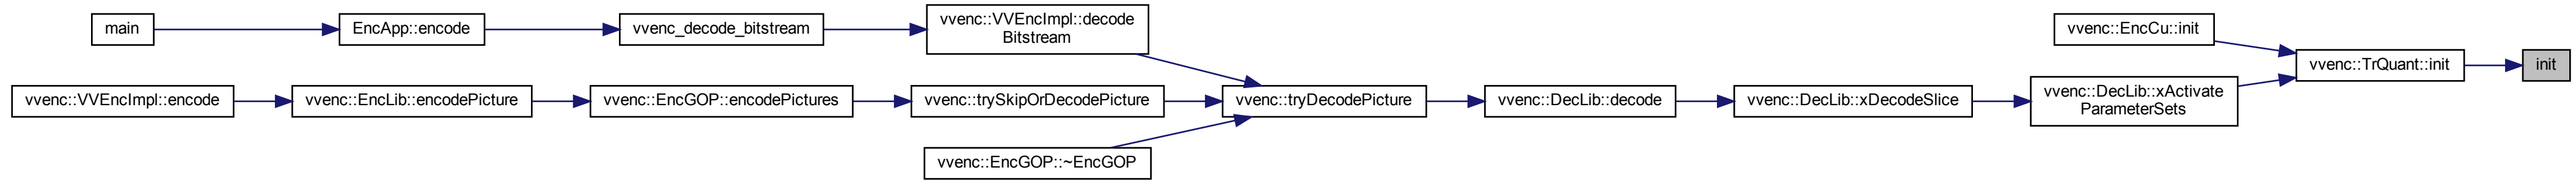 main
EncApp::encode
vvenc_decode_bitstream
vvenc::VVEncImpl::decode
Bitstream
vvenc::EncCu::init
vvenc::TrQuant::init
init
vvenc::VVEncImpl::encode
vvenc::EncLib::encodePicture
vvenc::EncGOP::encodePictures
vvenc::trySkipOrDecodePicture
vvenc::tryDecodePicture
vvenc::DecLib::decode
vvenc::DecLib::xDecodeSlice
vvenc::DecLib::xActivate
ParameterSets
vvenc::EncGOP::~EncGOP